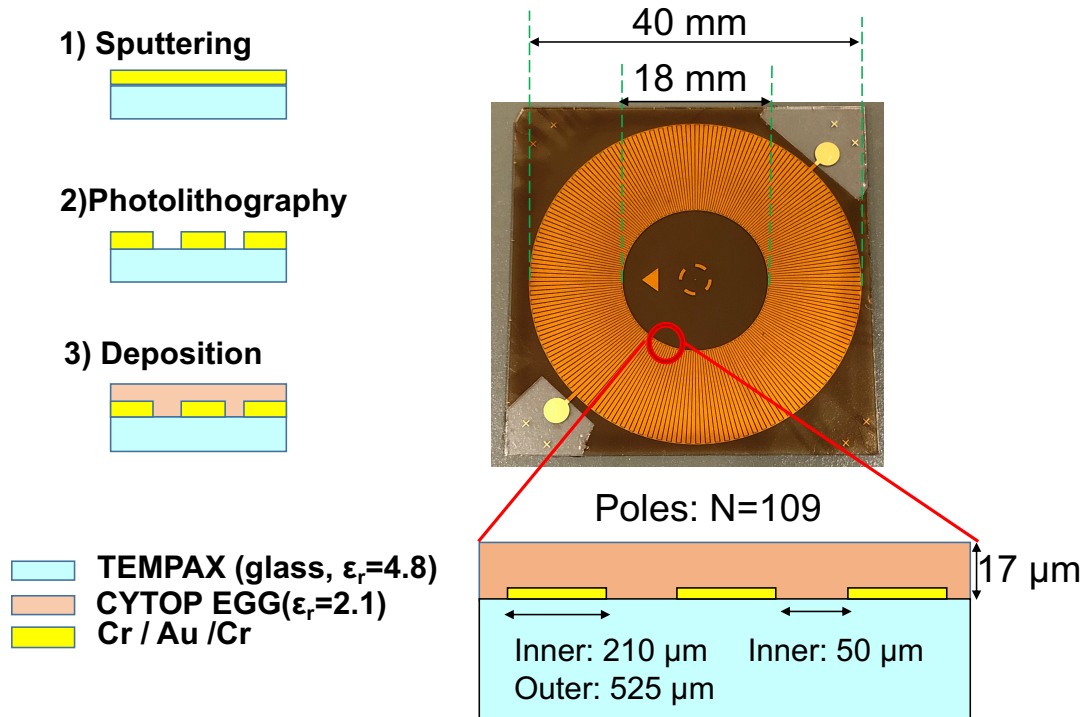 1) Sputtering
2)Photolithography
3) Deposition
40 mm
18 mm
Poles: N=109
17 μm
Inner: 210 μm
Outer: 525 μm
Inner: 50 μm
TEMPAX (glass, εr=4.8)
CYTOP EGG(εr=2.1)
Cr / Au /Cr